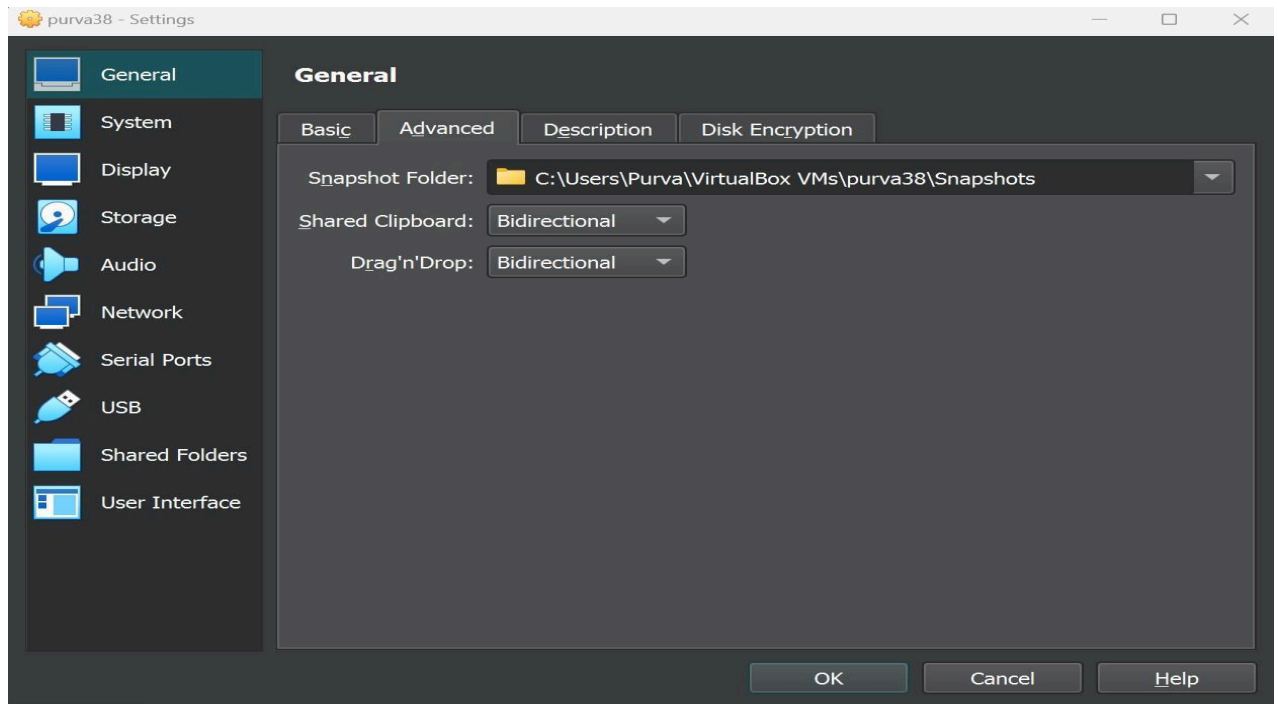 purva38 - Settings
General
System
Display
Storage
Audio
Network
Serial Ports
USB
Shared Folders
User Interface
General
Basic Advanced Description Disk Encryption
Snapshot Folder: C:\Users\Purva\VirtualBox VMs\purva38\Snapshots
Shared Clipboard: Bidirectional
Drag'n'Drop: Bidirectional
OK Cancel Help